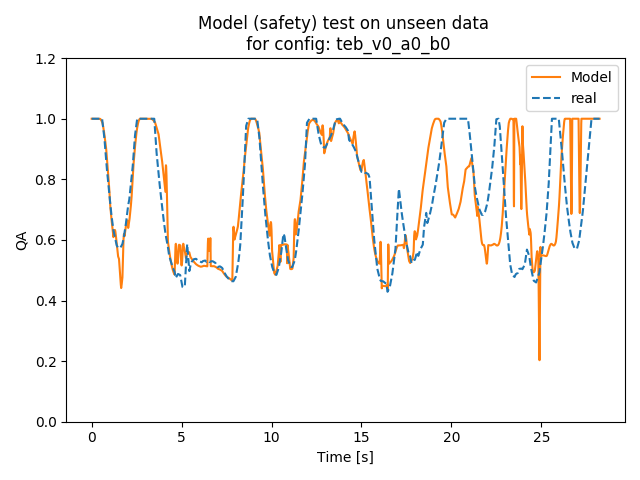 Model (safety) test on unseen data
for config: teb_v0_a0_b0
1.2
1.0
0.8
0.6
0.4
0.2
0.0
QA
Model
real
0 5 10 15 20 25
Time [s]